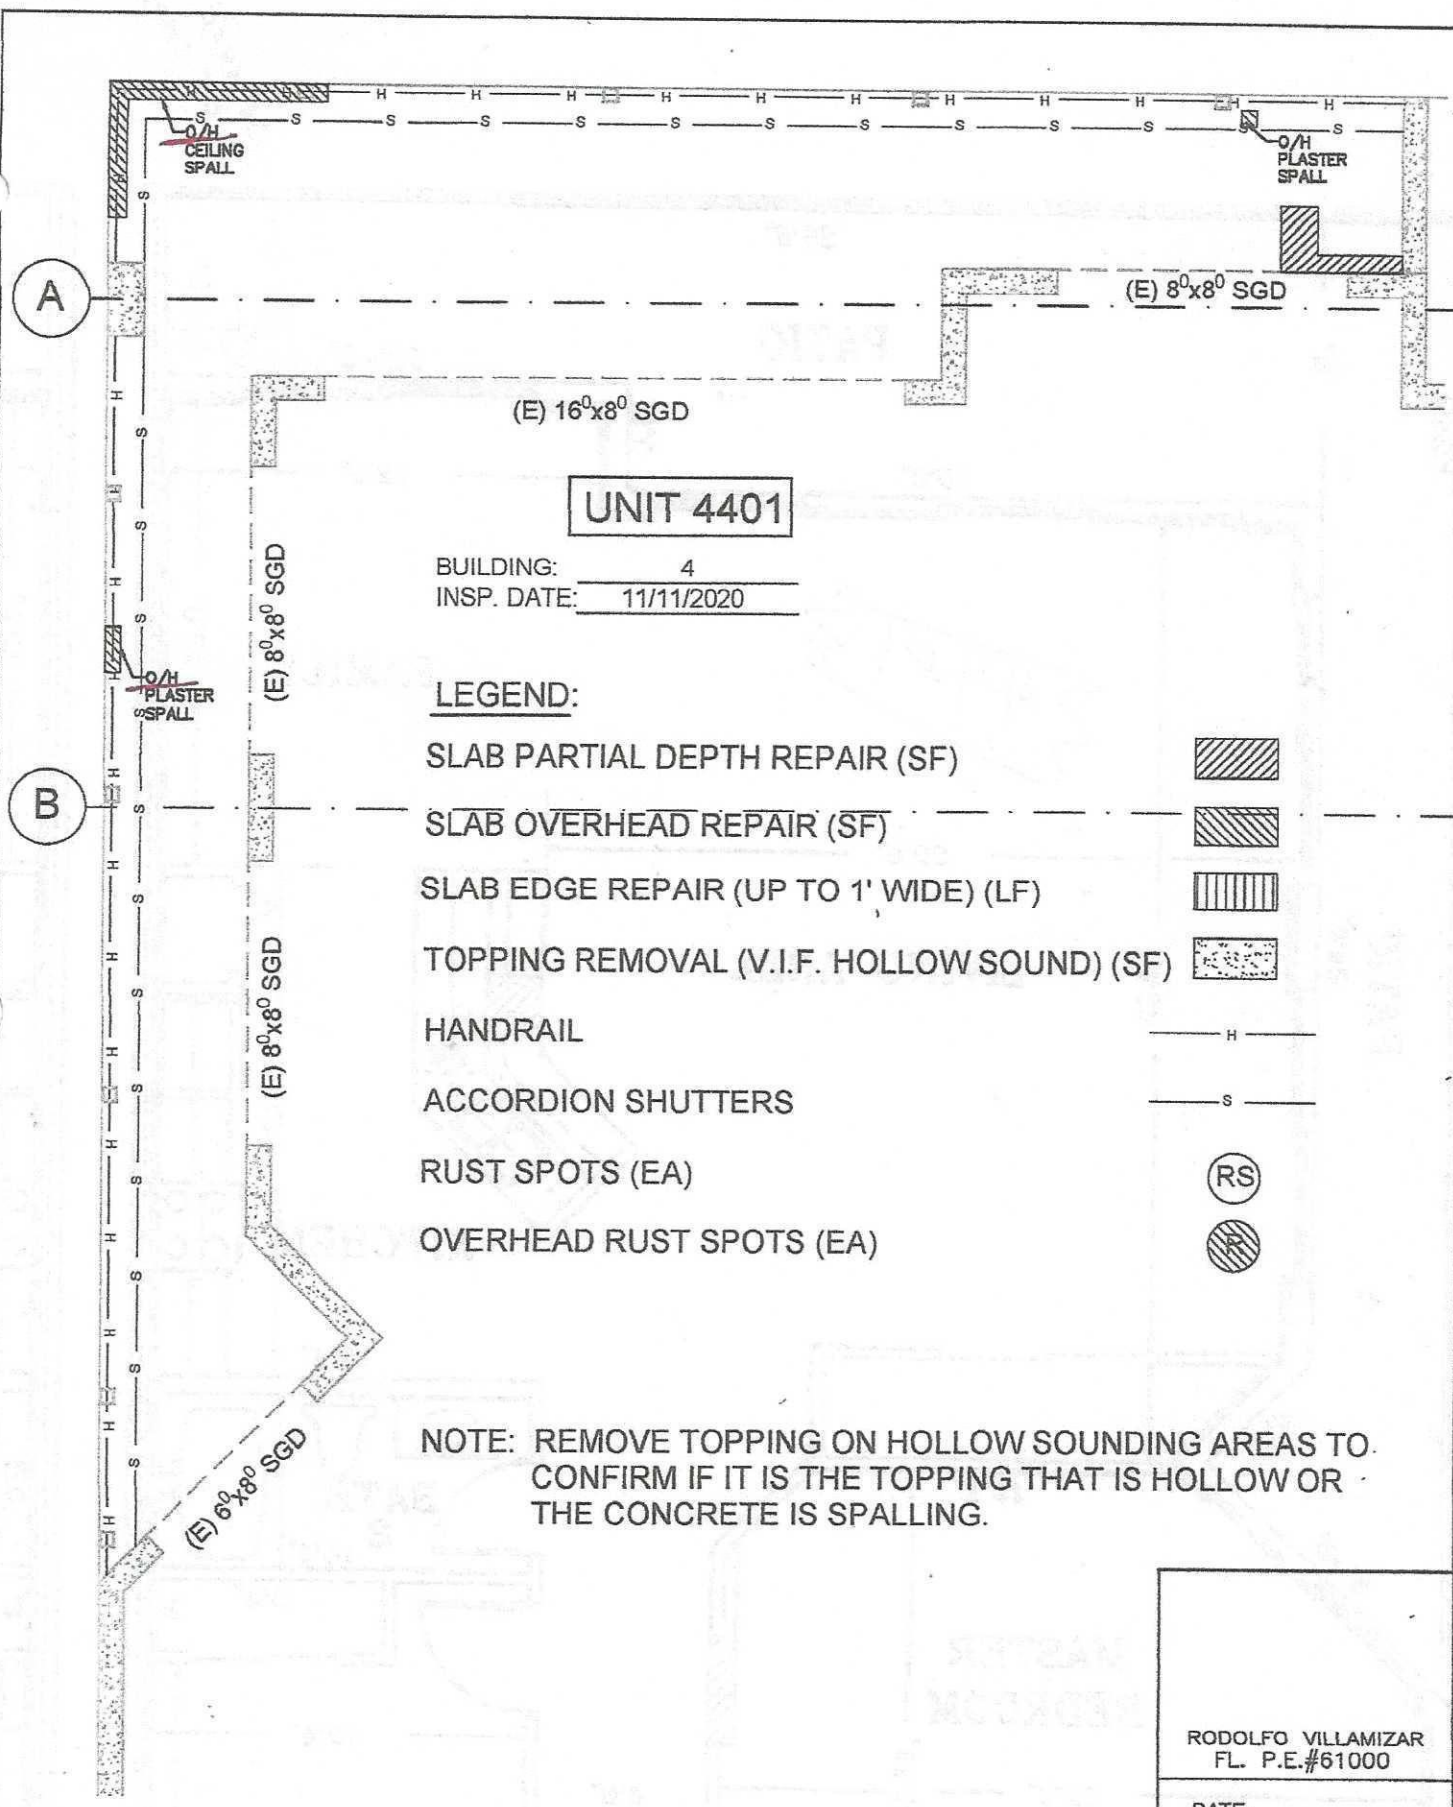 O/H
CEILING
SPALL
O/H
PLASTER
SPALL
A
(E) 8⁰x8⁰ SGD
(E) 16⁰x8⁰ SGD
UNIT 4401
BUILDING: 4
INSP. DATE: 11/11/2020
(E) 8⁰x8⁰ SGD
O/H
PLASTER
SPALL
LEGEND:
SLAB PARTIAL DEPTH REPAIR (SF)
B
SLAB OVERHEAD REPAIR (SF)
SLAB EDGE REPAIR (UP TO 1' WIDE) (LF)
TOPPING REMOVAL (V.I.F. HOLLOW SOUND) (SF)
(E) 8⁰x8⁰ SGD
HANDRAIL H
ACCORDION SHUTTERS S
RUST SPOTS (EA) RS
OVERHEAD RUST SPOTS (EA) R
(E) 6⁰x8⁰ SGD
NOTE: REMOVE TOPPING ON HOLLOW SOUNDING AREAS TO
CONFIRM IF IT IS THE TOPPING THAT IS HOLLOW OR
THE CONCRETE IS SPALLING.
RODOLFO VILLAMIZAR
FL. P.E.#61000
DATE